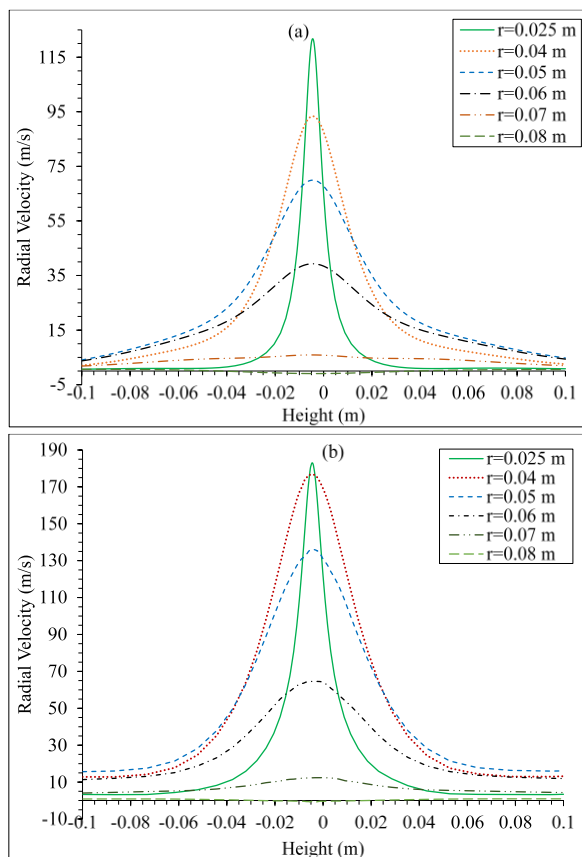 (a)
r=0.025 m
r=0.04 m
r=0.05 m
r=0.06 m
r=0.07 m
r=0.08 m
Radial Velocity (m/s)
115
95
75
55
35
15
-5
-0.1 -0.08 -0.06 -0.04 -0.02 0 0.02 0.04 0.06 0.08 0.1
Height (m)
(b)
r=0.025 m
r=0.04 m
r=0.05 m
r=0.06 m
r=0.07 m
r=0.08 m
Radial Velocity (m/s)
190
170
150
130
110
90
70
50
30
10
-10
-0.1 -0.08 -0.06 -0.04 -0.02 0 0.02 0.04 0.06 0.08 0.1
Height (m)